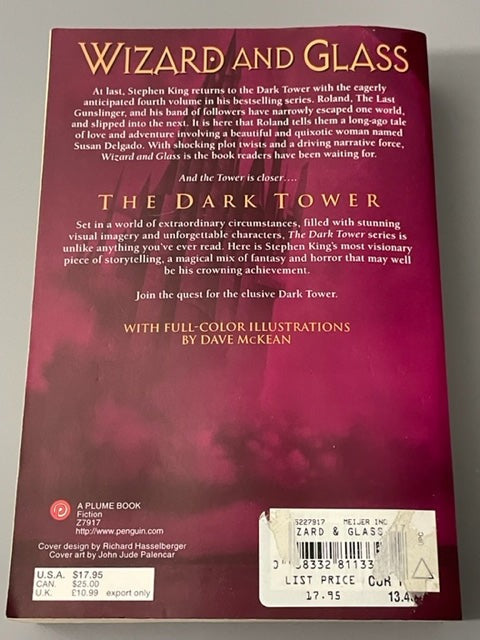 WIZARD AND GLASS
At last, Stephen King returns to the Dark Tower with the eagerly
anticipated fourth volume in his bestselling series. Roland, The Last
Gunslinger, and his band of followers have narrowly escaped one world,
and slipped into the next. It is here that Roland tells them a long-ago tale
of love and adventure involving a beautiful and quixotic woman named
Susan Delgado. With shocking plot twists and a driving narrative force,
Wizard and Glass is the book readers have been waiting for.
And the Tower is closer....
THE DARK TOWER
Set in a world of extraordinary circumstances, filled with stunning
visual imagery and unforgettable characters, The Dark Tower series is
unlike anything you've ever read. Here is Stephen King's most visionary
piece of storytelling, a magical mix of fantasy and horror that may well
be his crowning achievement.
Join the quest for the elusive Dark Tower.
WITH FULL-COLOR ILLUSTRATIONS
BY DAVE McKEAN
A PLUME BOOK
Fiction
Z7917
http://www.penguin.com
Cover design by Richard Hasselberger
Cover art by John Jude Palencar
U.S.A. $17.95
CAN. $25.00
U.K. £10.99 export only
5227917 MEIJER INC
ZARD & GLASS
38332 81133
LIST PRICE OUR
17.95 13.4